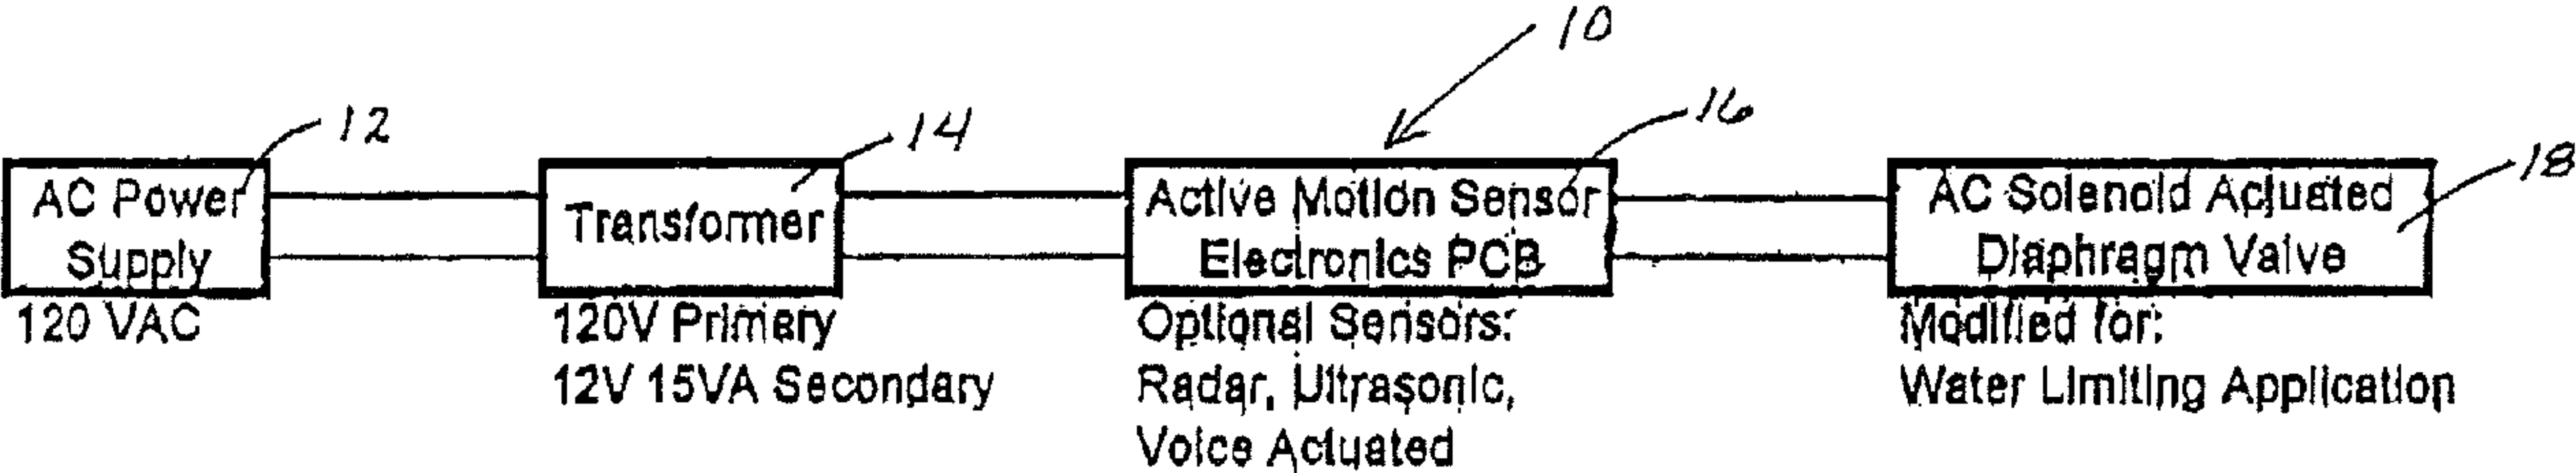 10
12
14
16
18
AC Power
Supply
120 VAC
Transformer
120V Primary
12V 15VA Secondary
Active Motion Sensor
Electronics PCB
Optional Sensors:
Radar, Ultrasonic,
Voice Actuated
AC Solenoid Actuated
Diaphragm Valve
Modified for:
Water Limiting Application